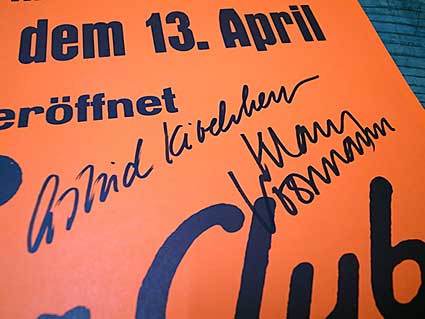 dem 13. April
eröffnet
Astrid Kirchherr
Klaus
Voormann
Club